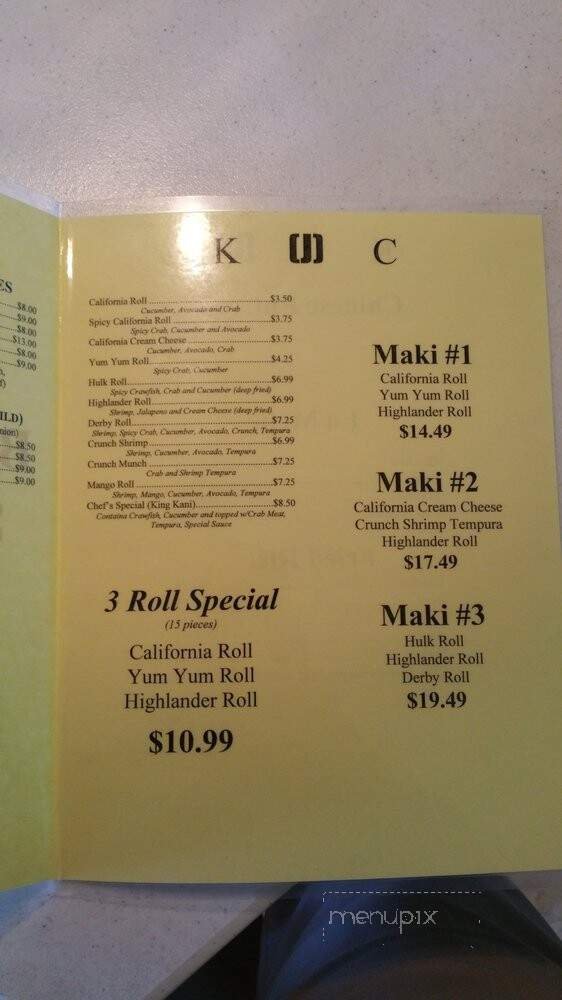 ES
$8.00
$9.00
$8.00
$13.00
$8.00
$9.00
ILD)
$8.50
$8.50
$9.00
$9.00
K J C
California Roll $3.50
Cucumber, Avocado and Crab
Spicy California Roll $3.75
Spicy Crab, Cucumber and Avocado
California Cream Cheese $3.75
Cucumber, Avocado, Crab
Yum Yum Roll $4.25
Spicy Crab, Cucumber
Hulk Roll $6.99
Spicy Crawfish, Crab and Cucumber (deep fried)
Highlander Roll $6.99
Shrimp, Jalapeno and Cream Cheese (deep fried)
Derby Roll $7.25
Shrimp, Spicy Crab, Cucumber, Avocado, Crunch, Tempura
Crunch Shrimp $6.99
Shrimp, Cucumber, Avocado, Tempura
Crunch Munch $7.25
Crab and Shrimp Tempura
Mango Roll $7.25
Shrimp, Mango, Cucumber, Avocado, Tempura
Chef's Special (King Kani) $8.50
Contains Crawfish, Cucumber and topped w/Crab Meat,
Tempura, Special Sauce
3 Roll Special
(15 pieces)
California Roll
Yum Yum Roll
Highlander Roll
$10.99
Maki #1
California Roll
Yum Yum Roll
Highlander Roll
$14.49
Maki #2
California Cream Cheese
Crunch Shrimp Tempura
Highlander Roll
$17.49
Maki #3
Hulk Roll
Highlander Roll
Derby Roll
$19.49
menupix